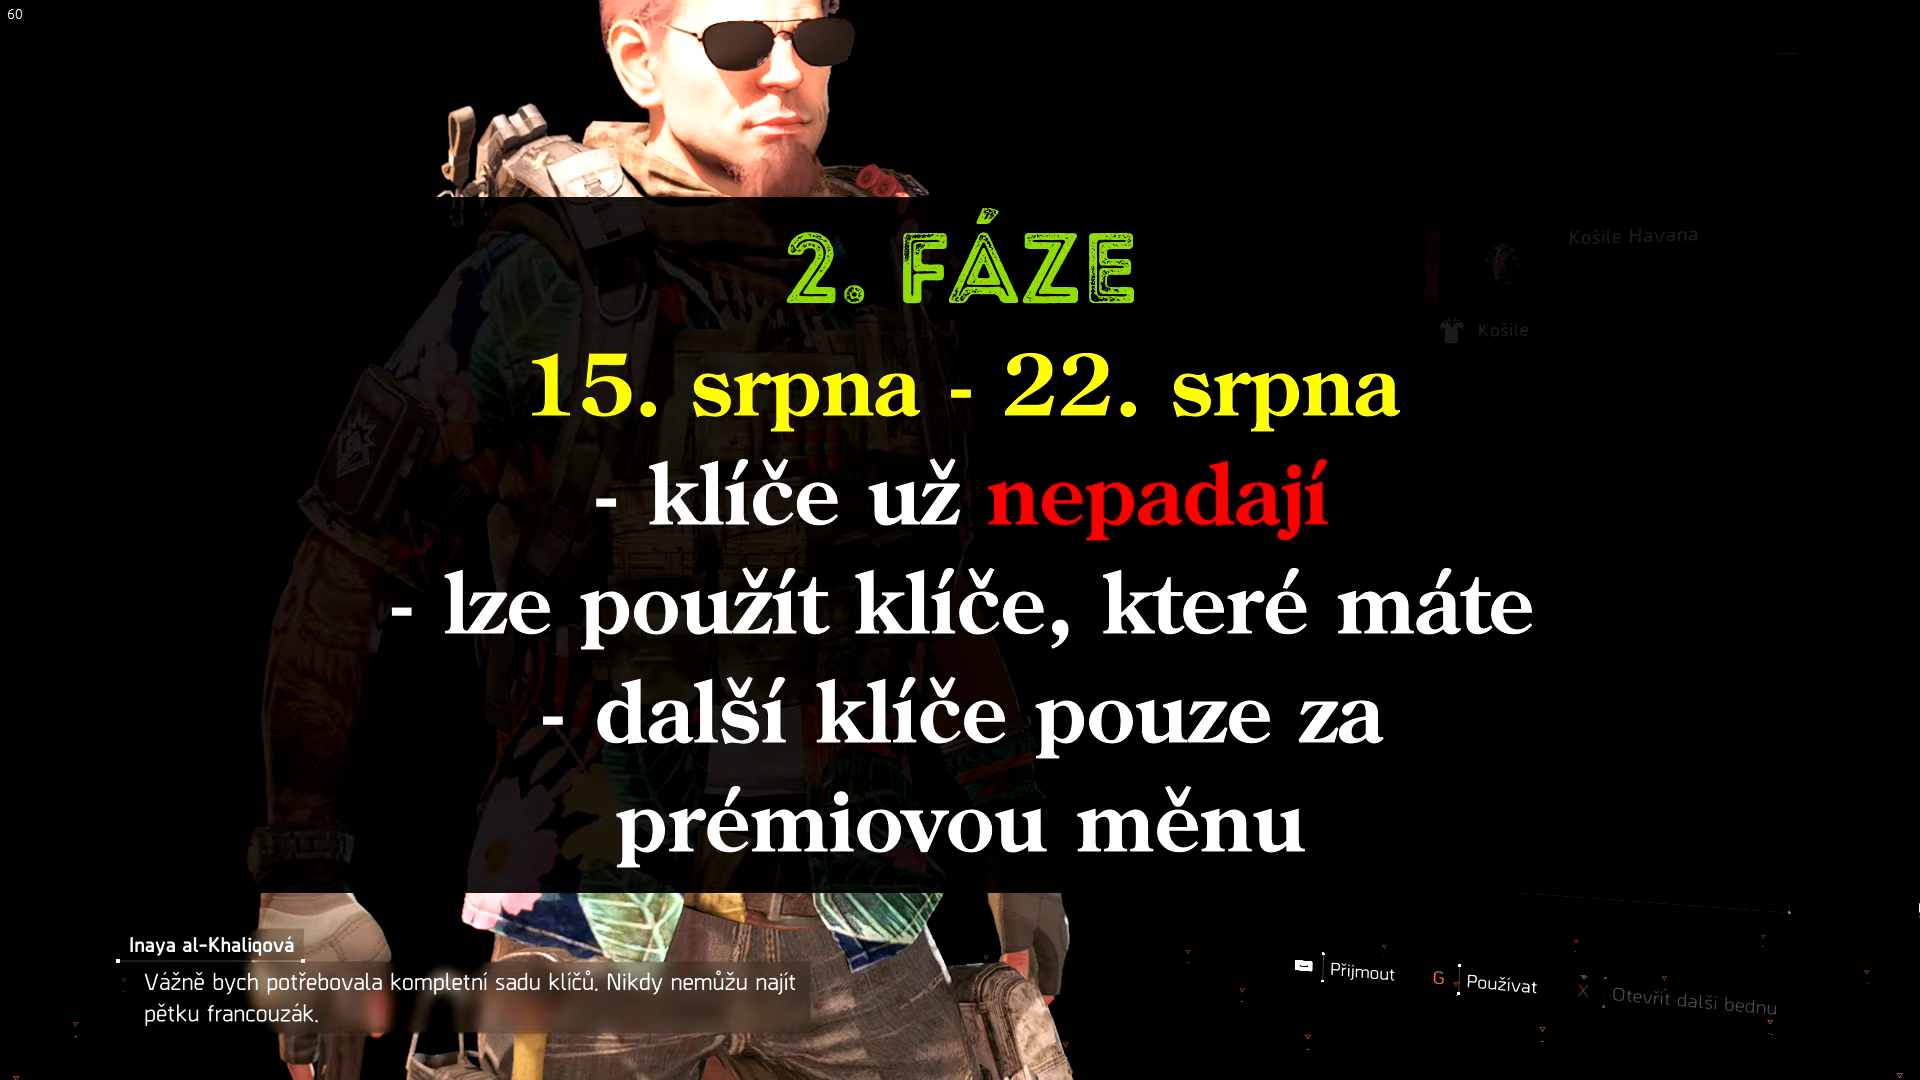 60
2. FÁZE
15. srpna - 22. srpna
- klíče už nepadají
- lze použít klíče, které máte
- další klíče pouze za
prémiovou měnu
Košile Havana
Košile
Inaya al-Khaliqová
Vážně bych potřebovala kompletní sadu klíčů. Nikdy nemůžu najít
pětku francouzák.
Přijmout
G Používat
X Otevřít další bednu